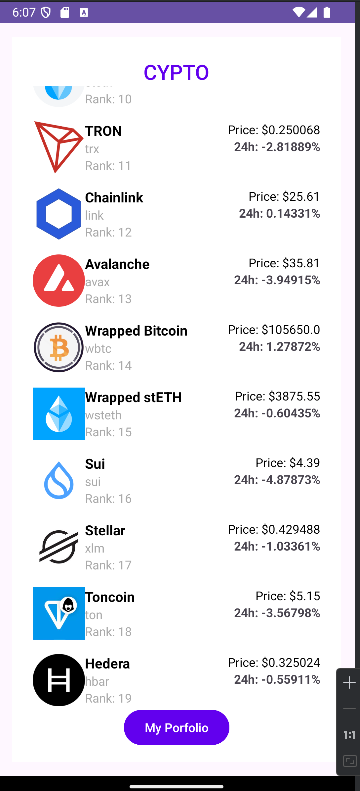 6:07
CYPTO
Rank: 10
TRON
trx
Rank: 11
Price: $0.250068
24h: -2.81889%
Chainlink
link
Rank: 12
Price: $25.61
24h: 0.14331%
Avalanche
avax
Rank: 13
Price: $35.81
24h: -3.94915%
Wrapped Bitcoin
wbtc
Rank: 14
Price: $105650.0
24h: 1.27872%
Wrapped stETH
wsteth
Rank: 15
Price: $3875.55
24h: -0.60435%
Sui
sui
Rank: 16
Price: $4.39
24h: -4.87873%
Stellar
xlm
Rank: 17
Price: $0.429488
24h: -1.03361%
Toncoin
ton
Rank: 18
Price: $5.15
24h: -3.56798%
Hedera
hbar
Rank: 19
Price: $0.325024
24h: -0.55911%
My Porfolio
1:1